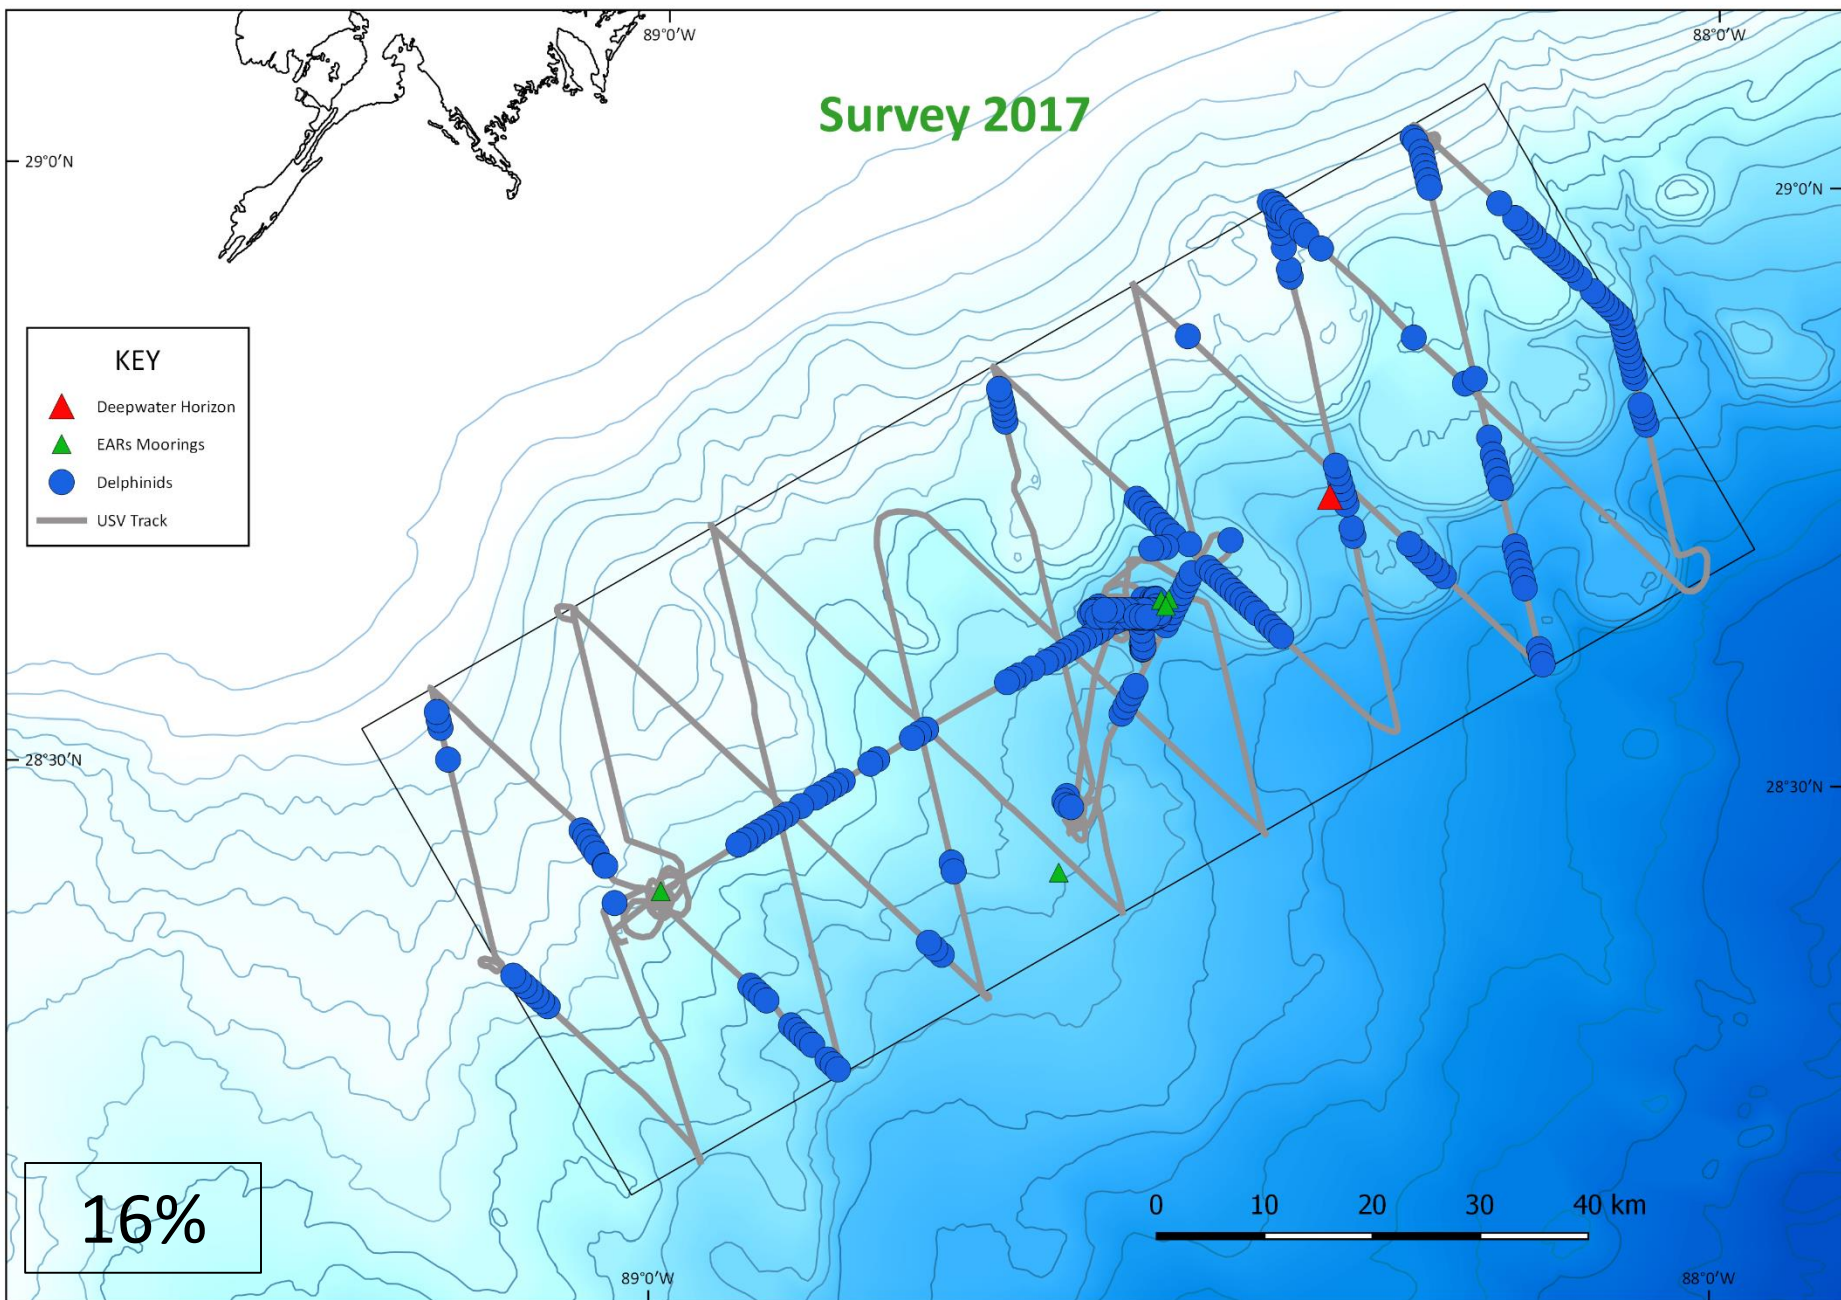 89°0'W
88°0'W
Survey 2017
29°0'N
29°0'N
KEY
Deepwater Horizon
EARs Moorings
Delphinids
USV Track
28°30'N
28°30'N
16%
0 10 20 30 40 km
89°0'W
88°0'W